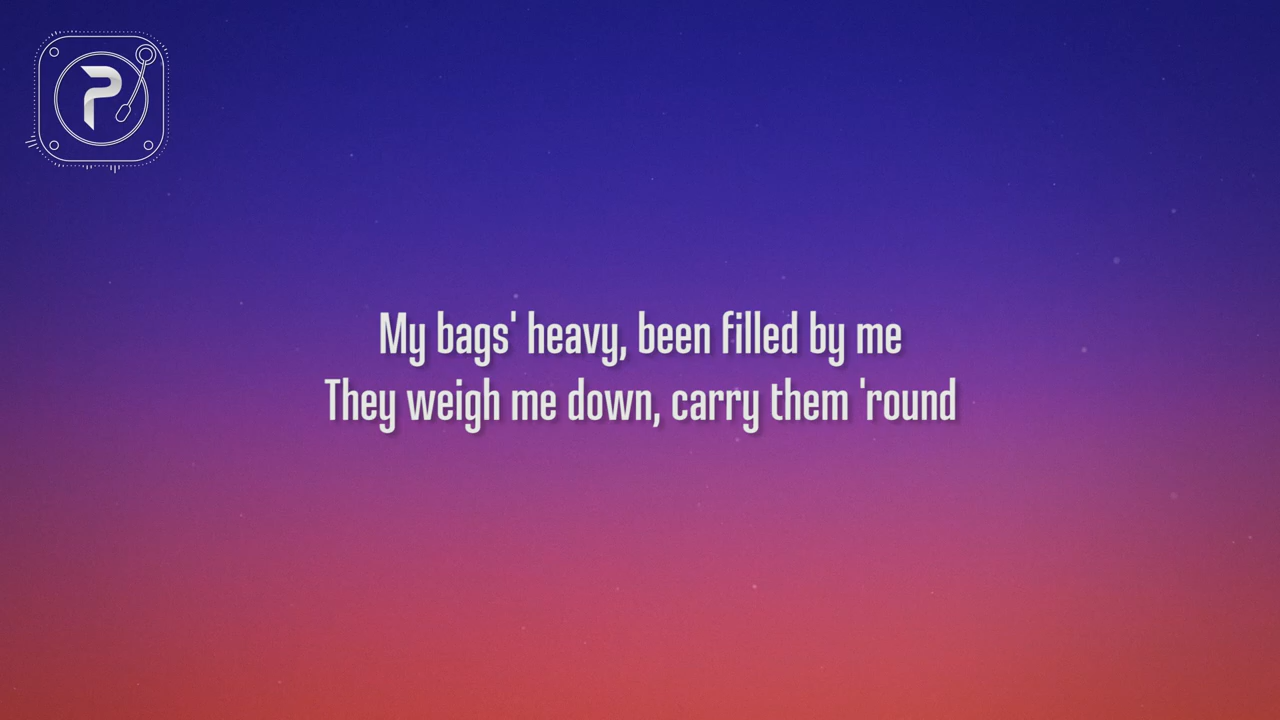 P
My bags' heavy, been filled by me
They weigh me down, carry them 'round